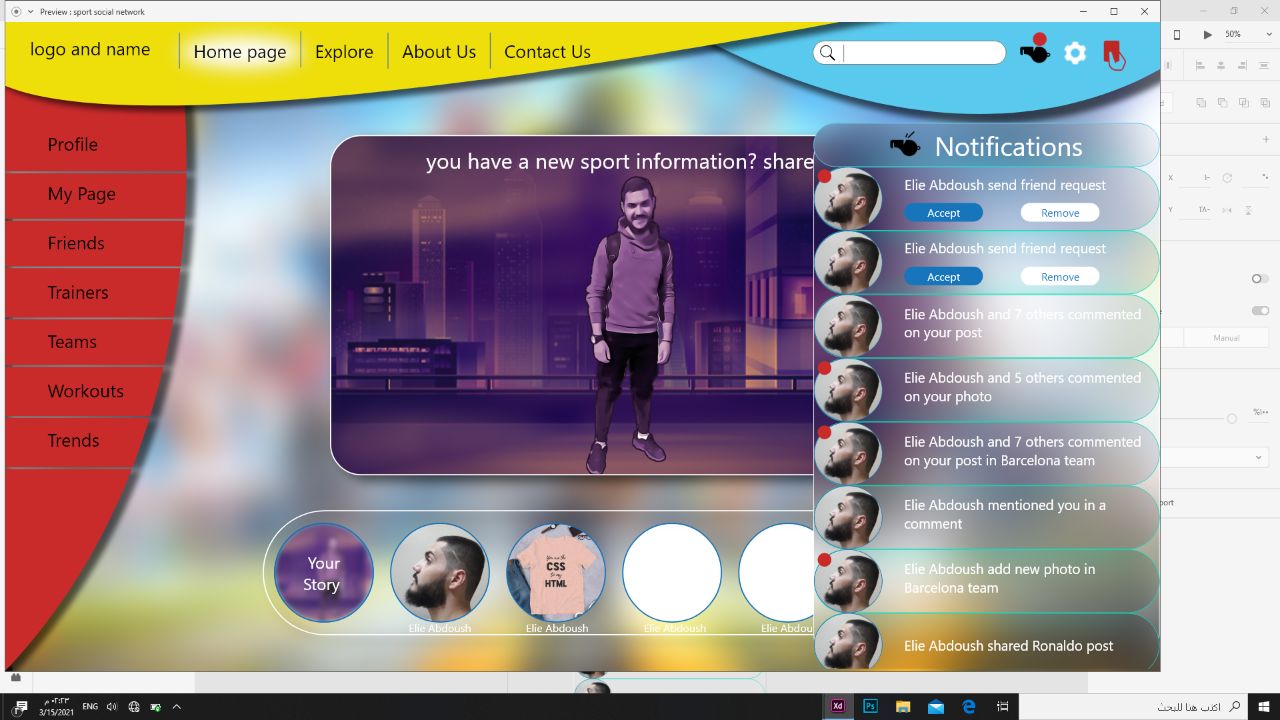 Preview : sport social network
50%
logo and name
Home page
Explore
About Us
Contact Us
Profile
My Page
Friends
Trainers
Teams
Workouts
Trends
you have a new sport information? share
Your
Story
You are the
CSS
to my
HTML
Elie Abdoush
Elie Abdoush
Elie Abdoush
Elie Abdou
Notifications
Elie Abdoush send friend request
Accept
Remove
Elie Abdoush send friend request
Accept
Remove
Elie Abdoush and 7 others commented
on your post
Elie Abdoush and 5 others commented
on your photo
Elie Abdoush and 7 others commented
on your post in Barcelona team
Elie Abdoush mentioned you in a
comment
Elie Abdoush add new photo in
Barcelona team
Elie Abdoush shared Ronaldo post
X
Y
Manual
port
3/15/2021
ENG
Xd
Ps
اكتب هنا للبحث